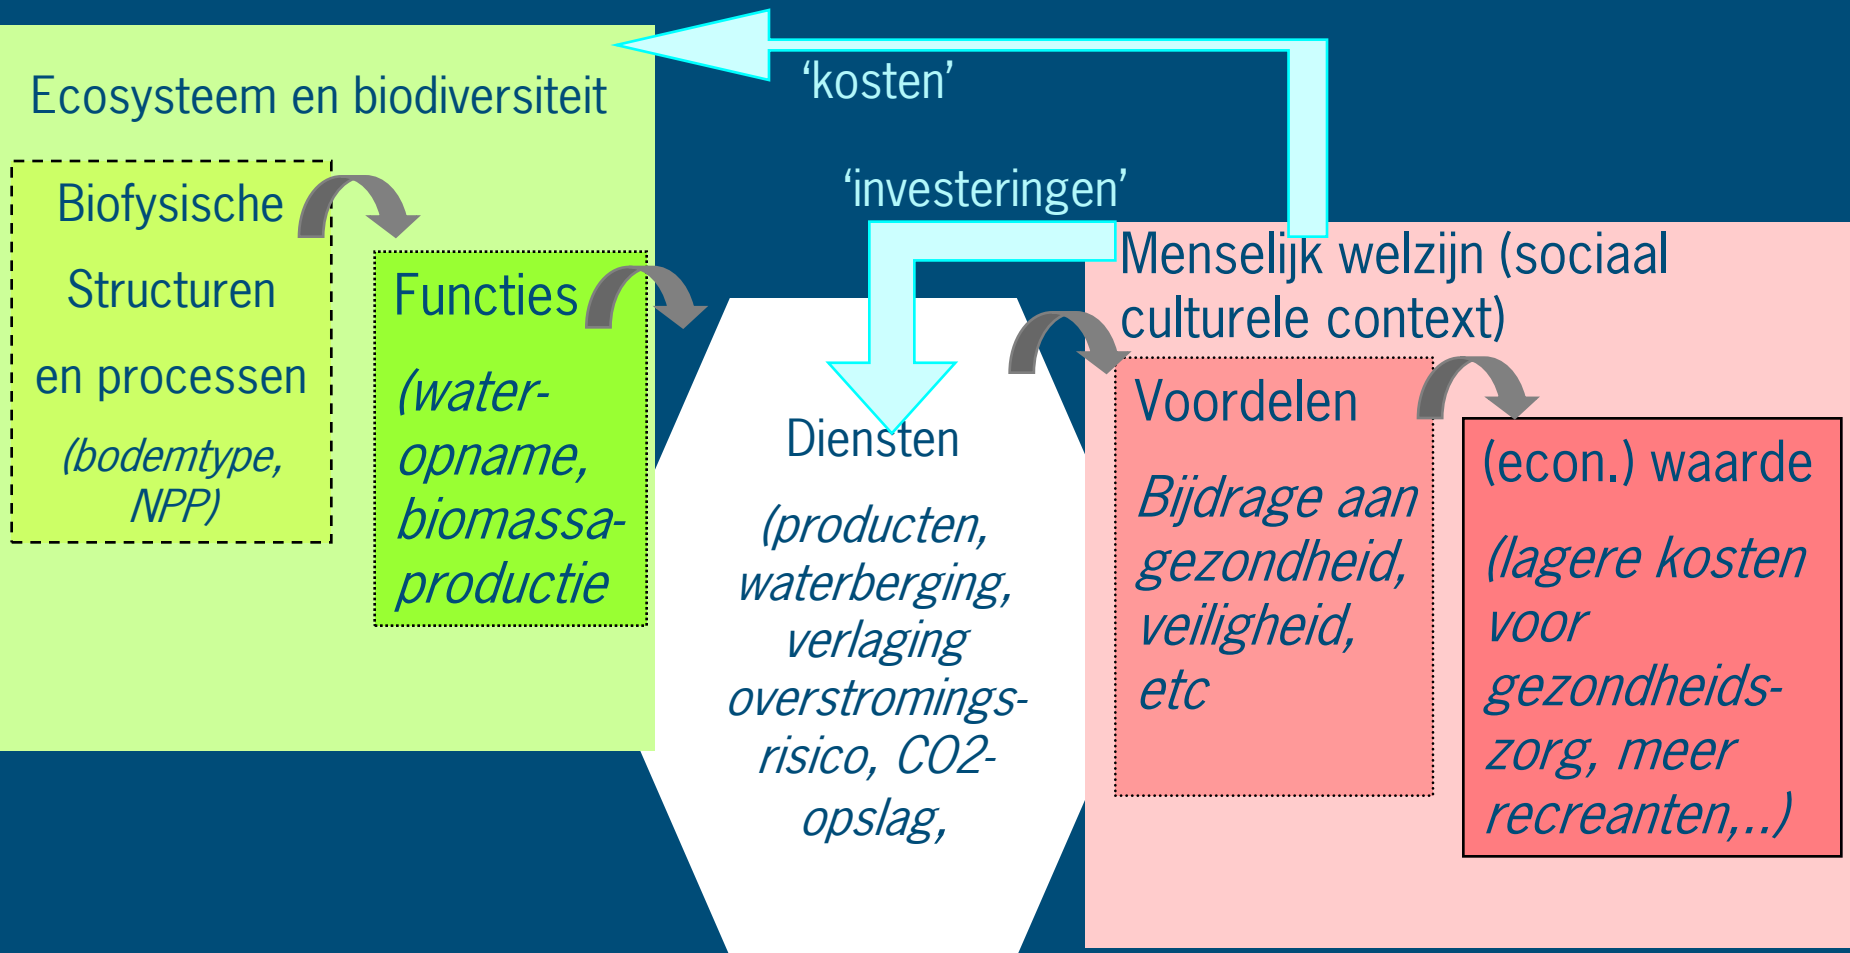 Ecosysteem en biodiversiteit
Biofysische
Structuren
en processen
(bodemtype,
NPP)
Functies
(water-
opname,
biomassa-
productie
‘kosten’
‘investeringen’
Diensten
(producten,
waterberging,
verlaging
overstromings-
risico, CO2-
opslag,
Menselijk welzijn (sociaal
culturele context)
Voordelen
Bijdrage aan
gezondheid,
veiligheid,
etc
(econ.) waarde
(lagere kosten
voor
gezondheids-
zorg, meer
recreanten,..)